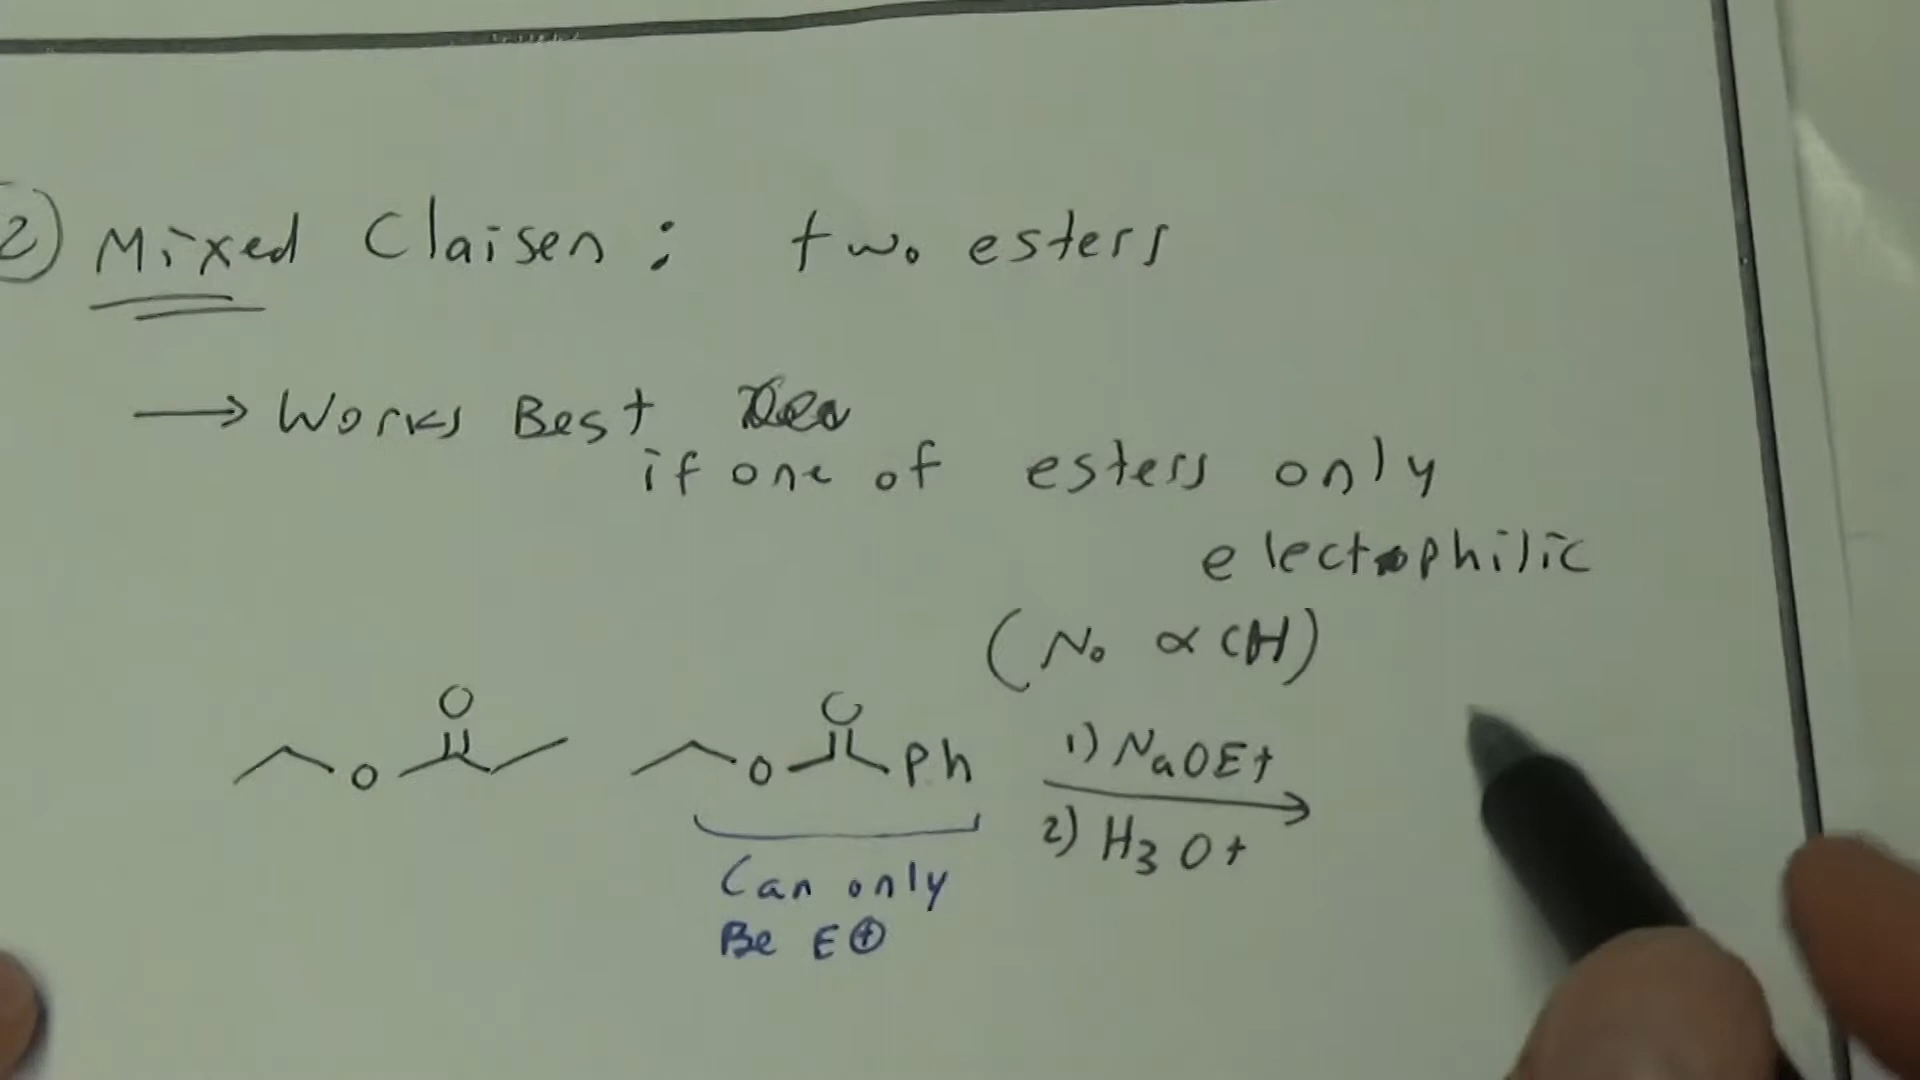 2) Mixed Claisen: two esters
→ Works Best
if one of esters only
electrophilic
(No αCH)
O O 1) NaOEt
O O Ph
2) H3O+
Can only
Be E⊕